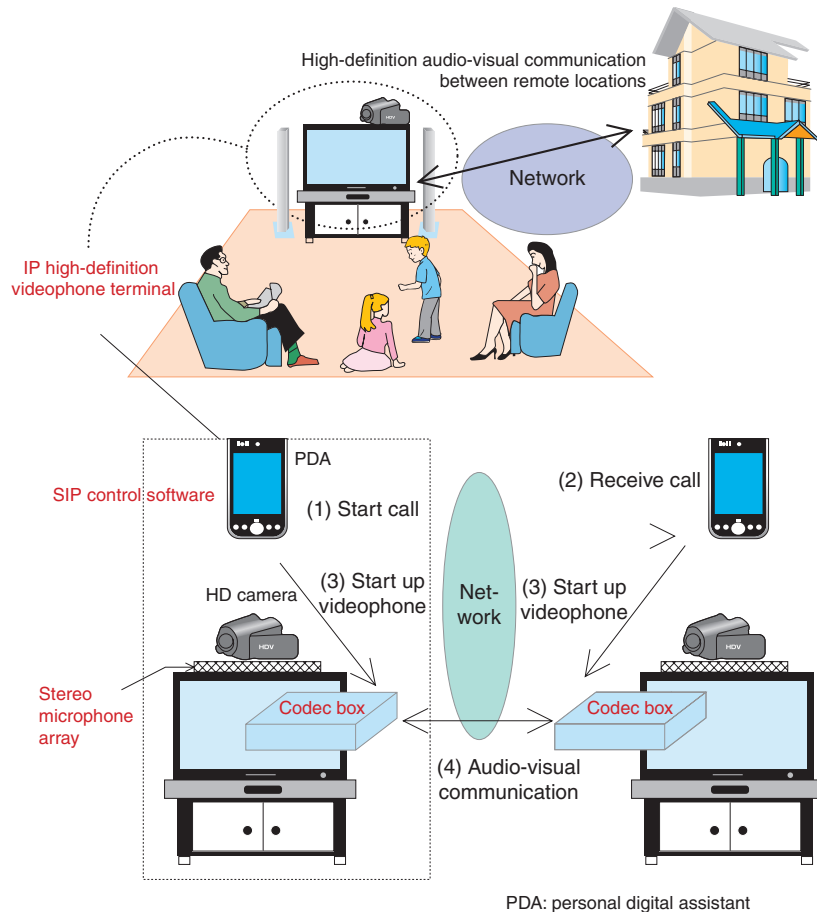 High-definition audio-visual communication
between remote locations
HDV
Network
IP high-definition
videophone terminal
PDA
SIP control software
(1) Start call
(2) Receive call
(3) Start up
videophone
Net-
work
(3) Start up
videophone
HD camera
HDV
HDV
Stereo
microphone
array
Codec box
Codec box
(4) Audio-visual
communication
PDA: personal digital assistant